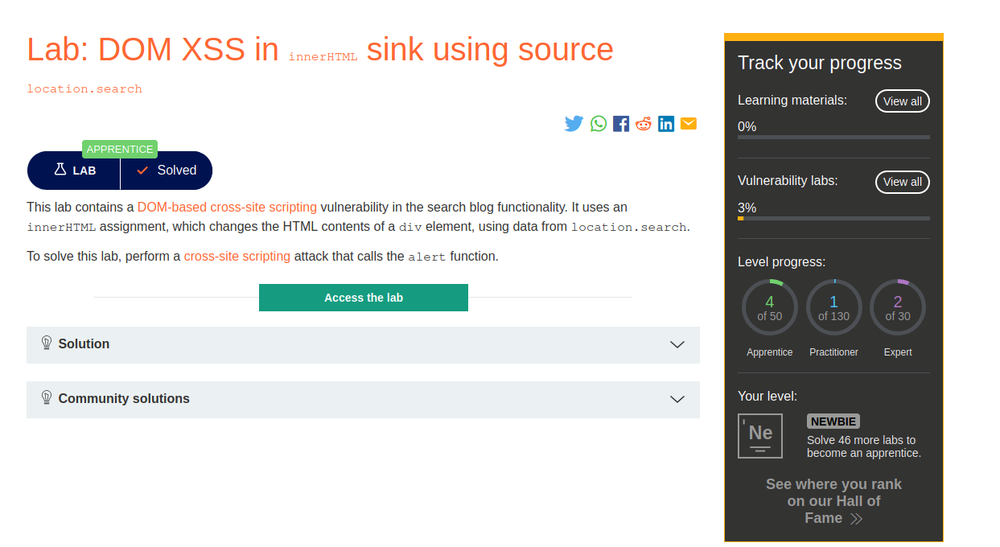 Lab: DOM XSS in innerHTML sink using source
location.search
APPRENTICE
LAB
Solved
This lab contains a DOM-based cross-site scripting vulnerability in the search blog functionality. It uses an
innerHTML assignment, which changes the HTML contents of a div element, using data from location.search.
To solve this lab, perform a cross-site scripting attack that calls the alert function.
Access the lab
Solution
Community solutions
Track your progress
Learning materials: View all
0%
Vulnerability labs: View all
3%
Level progress:
4 1 2
of 50 of 130 of 30
Apprentice Practitioner Expert
Your level:
Ne
NEWBIE
Solve 46 more labs to
become an apprentice.
See where you rank
on our Hall of
Fame